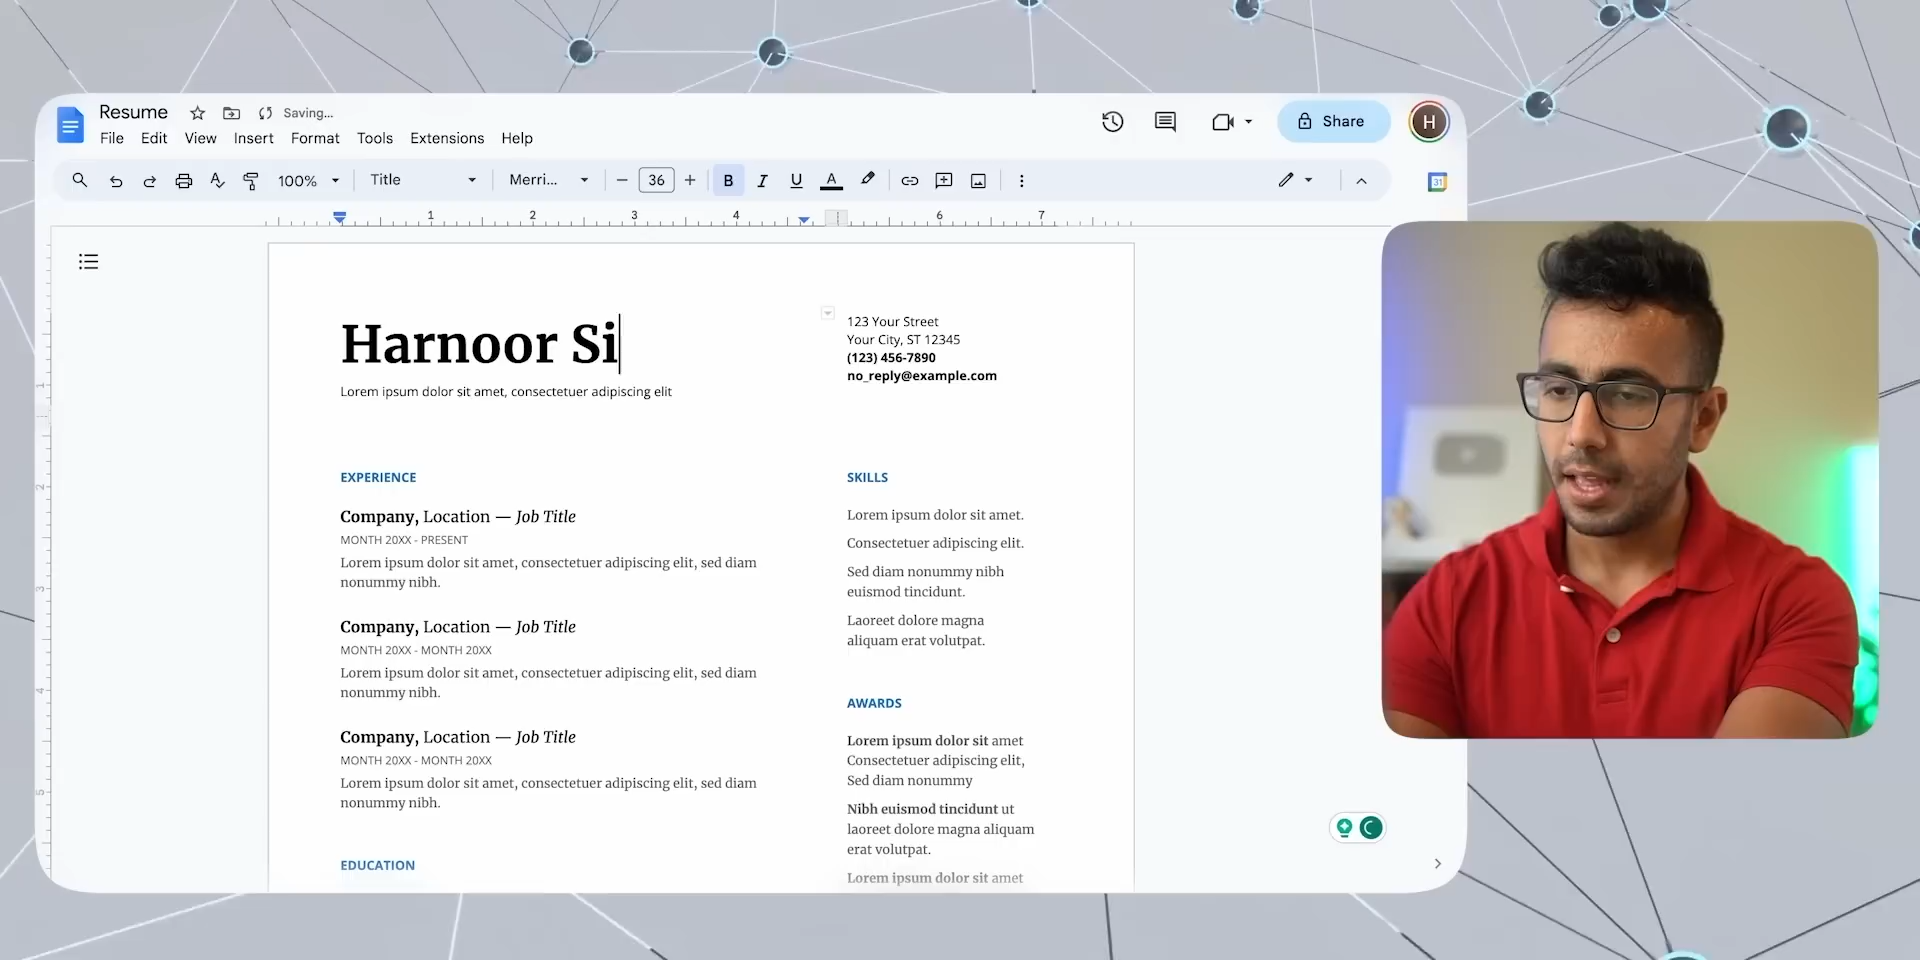 Resume
Saving...
File Edit View Insert Format Tools Extensions Help
Share
H
100%
Title
Merri...
36
B I U A
31
1 2 3 4 6 7
1
2
3
4
5
Harnoor Si
Lorem ipsum dolor sit amet, consectetuer adipiscing elit
123 Your Street
Your City, ST 12345
(123) 456-7890
no_reply@example.com
EXPERIENCE
Company, Location — Job Title
MONTH 20XX - PRESENT
Lorem ipsum dolor sit amet, consectetuer adipiscing elit, sed diam
nonummy nibh.
Company, Location — Job Title
MONTH 20XX - MONTH 20XX
Lorem ipsum dolor sit amet, consectetuer adipiscing elit, sed diam
nonummy nibh.
Company, Location — Job Title
MONTH 20XX - MONTH 20XX
Lorem ipsum dolor sit amet, consectetuer adipiscing elit, sed diam
nonummy nibh.
EDUCATION
SKILLS
Lorem ipsum dolor sit amet.
Consectetuer adipiscing elit.
Sed diam nonummy nibh
euismod tincidunt.
Laoreet dolore magna
aliquam erat volutpat.
AWARDS
Lorem ipsum dolor sit amet
Consectetuer adipiscing elit,
Sed diam nonummy
Nibh euismod tincidunt ut
laoreet dolore magna aliquam
erat volutpat.
Lorem ipsum dolor sit amet